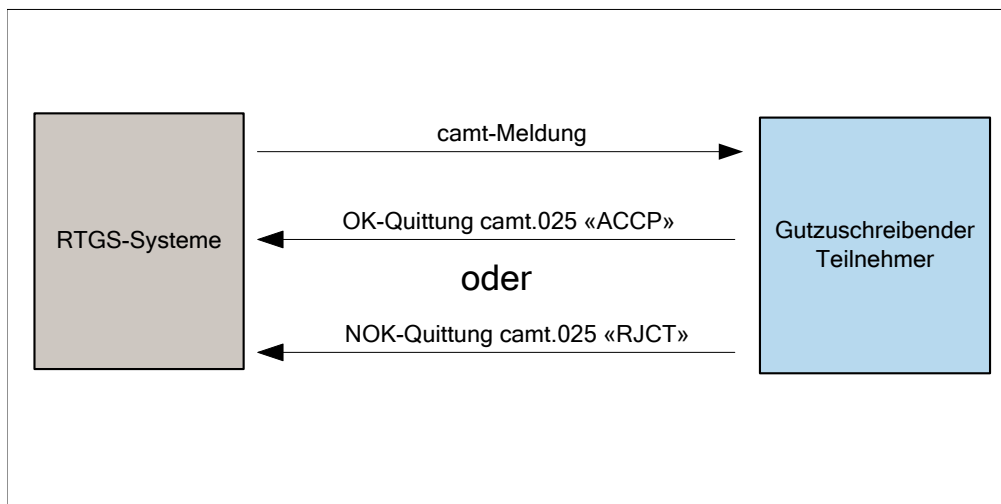 camt-Meldung
RTGS-Systeme
OK-Quittung camt.025 «ACCP»
oder
NOK-Quittung camt.025 «RJCT»
Gutzuschreibender
Teilnehmer